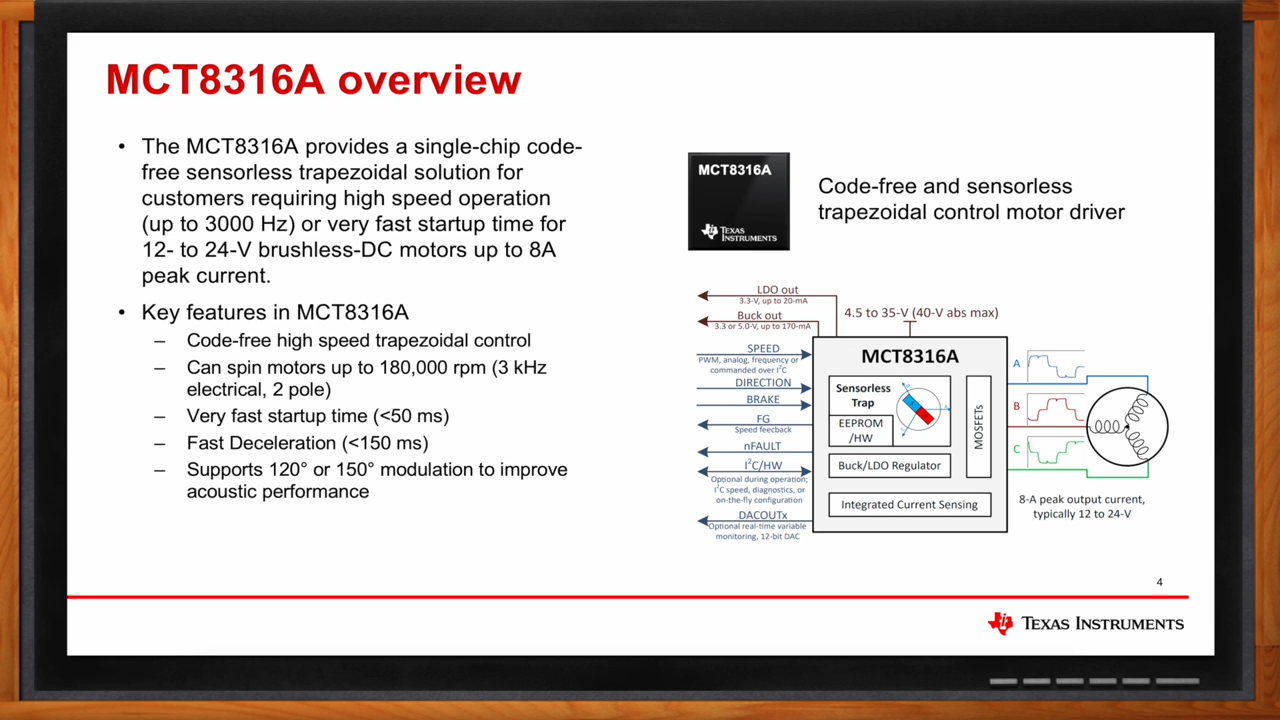 MCT8316A overview
• The MCT8316A provides a single-chip code-
free sensorless trapezoidal solution for
customers requiring high speed operation
(up to 3000 Hz) or very fast startup time for
12- to 24-V brushless-DC motors up to 8A
peak current.
• Key features in MCT8316A
– Code-free high speed trapezoidal control
– Can spin motors up to 180,000 rpm (3 kHz
electrical, 2 pole)
– Very fast startup time (<50 ms)
– Fast Deceleration (<150 ms)
– Supports 120° or 150° modulation to improve
acoustic performance
MCT8316A
TEXAS
INSTRUMENTS
Code-free and sensorless
trapezoidal control motor driver
LDO out
3.3-V, up to 20-mA
Buck out
3.3 or 5.0-V, up to 170-mA
4.5 to 35-V (40-V abs max)
SPEED
PWM, analog, frequency or
commanded over I²C
DIRECTION
BRAKE
FG
Speed feecback
nFAULT
I²C/HW
Optional during operation;
I²C speed, diagnostics, or
on-the-fly configuration
DACOUTx
Optional real-time variable
monitoring, 12-bit DAC
MCT8316A
Sensorless
Trap
EEPROM
/HW
MOSFETs
Buck/LDO Regulator
Integrated Current Sensing
A
B
C
8-A peak output current,
typically 12 to 24-V
4
TEXAS INSTRUMENTS